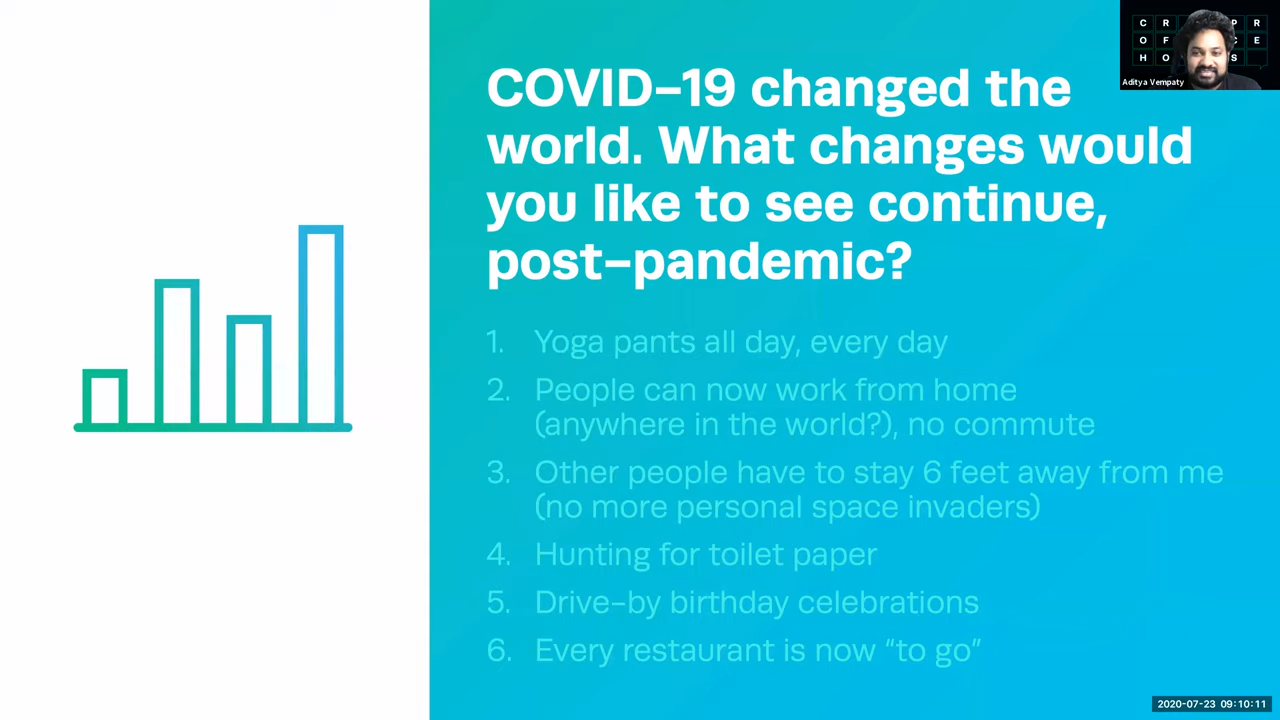 COVID–19 changed the
world. What changes would
you like to see continue,
post–pandemic?
1. Yoga pants all day, every day
2. People can now work from home
(anywhere in the world?), no commute
3. Other people have to stay 6 feet away from me
(no more personal space invaders)
4. Hunting for toilet paper
5. Drive–by birthday celebrations
6. Every restaurant is now “to go”
C R P R
O F C E
H O S
Aditya Vempaty
2020-07-23 09:10:11